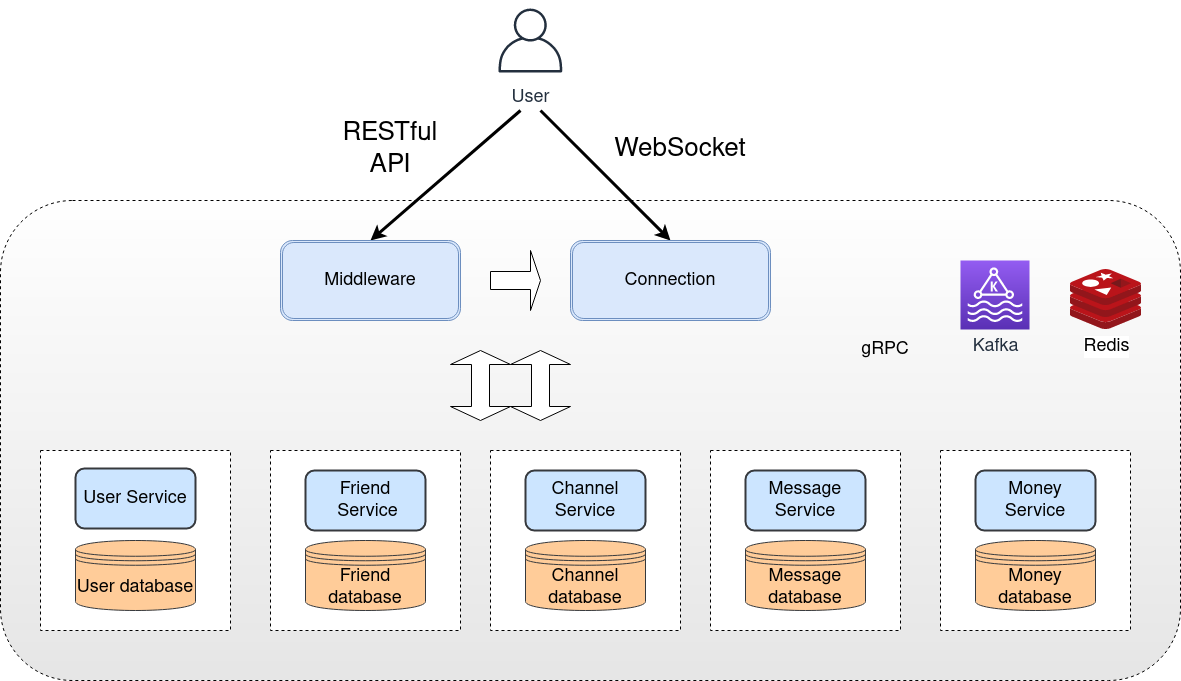 User
RESTful
API
WebSocket
Middleware
Connection
K
gRPC
Kafka
Redis
User Service
Friend
Service
Channel
Service
Message
Service
Money
Service
User database
Friend
database
Channel
database
Message
database
Money
database